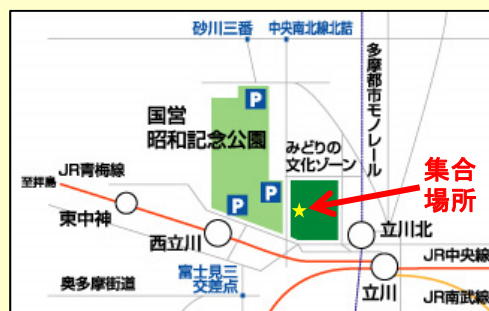 砂川三番
中央南北線北詰
多摩都市モノレール
P
国営
昭和記念公園
みどりの
文化ゾーン
集合
場所
JR青梅線
至拝島
P
P
東中神
西立川
立川北
JR中央線
富士見三
交差点
奥多摩街道
立川
JR南武線